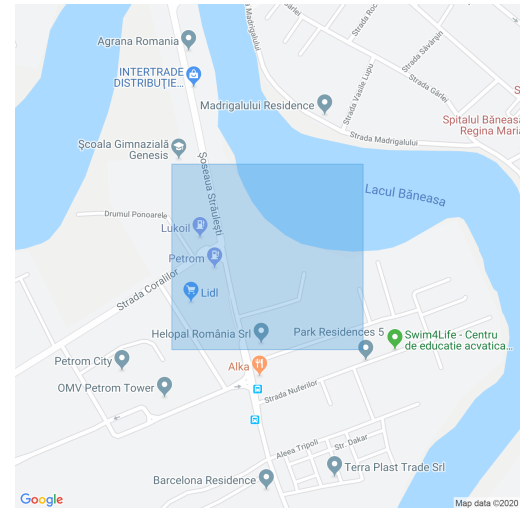 Strada Roc
Strada Gârlei
Strada Săvârșin
Agrana Romania
Madrigalului
INTERTRADE
DISTRIBUȚIE...
Strada Vasile Lupu
Strada Gârlei
Madrigalului Residence
Spitalul Băneasa
Regina Maria
Strada Madrigalului
Școala Gimnazială
Genesis
Șoseaua Străulești
Lacul Băneasa
Drumul Ponoarele
Lukoil
Petrom
Strada Coralilor
Lidl
Helopal România Srl
Park Residences 5
Swim4Life - Centru
de educatie acvatica...
Petrom City
Alka
OMV Petrom Tower
Strada Nuferilor
Aleea Tripoli
Str. Dakar
Terra Plast Trade Srl
Barcelona Residence
Google
Map data ©2020